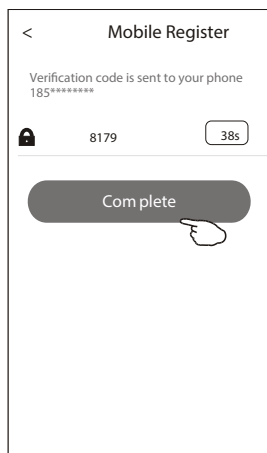 < Mobile Register
Verification code is sent to your phone
185********
8179 38s
Com plete